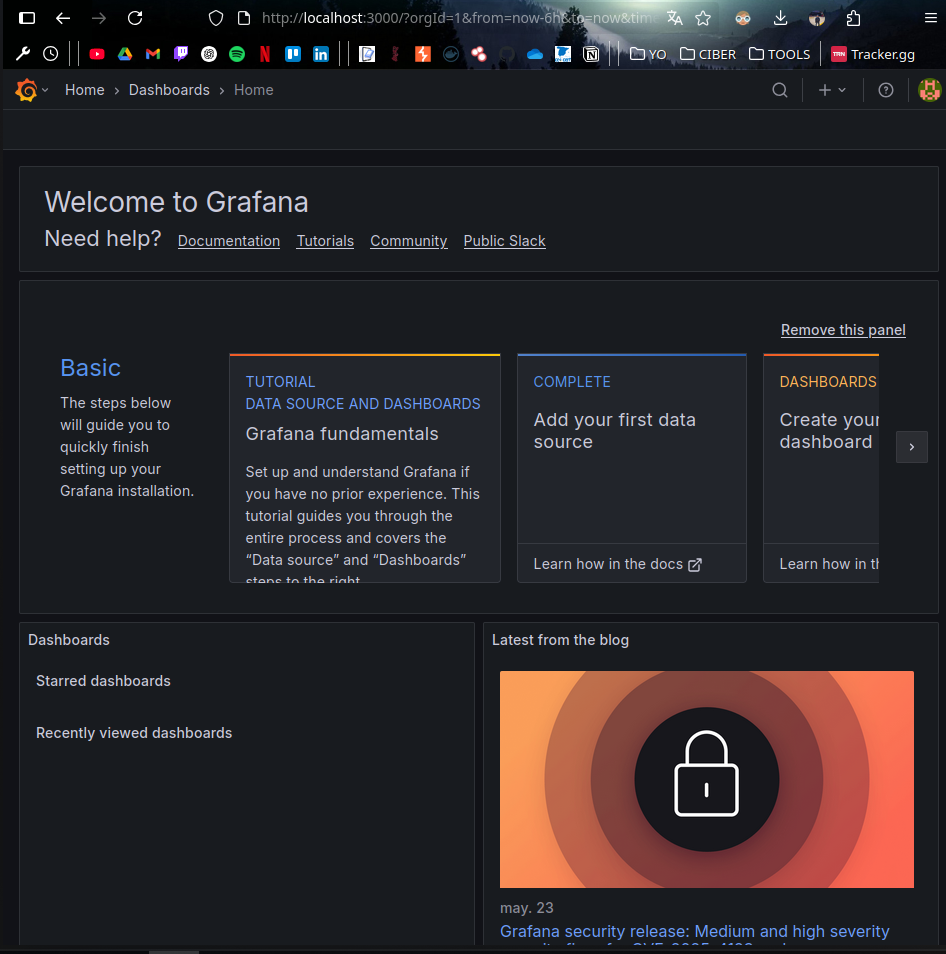 http://localhost:3000/?orgId=1&from=now-6h&to=now&timo
YO CIBER TOOLS TRN Tracker.gg
Home › Dashboards › Home
Welcome to Grafana
Need help? Documentation Tutorials Community Public Slack
Remove this panel
Basic
The steps below
will guide you to
quickly finish
setting up your
Grafana installation.
TUTORIAL
DATA SOURCE AND DASHBOARDS
Grafana fundamentals
Set up and understand Grafana if
you have no prior experience. This
tutorial guides you through the
entire process and covers the
“Data source” and “Dashboards”
steps to the right.
COMPLETE
Add your first data
source
Learn how in the docs
DASHBOARDS
Create your
dashboard
Learn how in th
Dashboards
Starred dashboards
Recently viewed dashboards
Latest from the blog
may. 23
Grafana security release: Medium and high severity